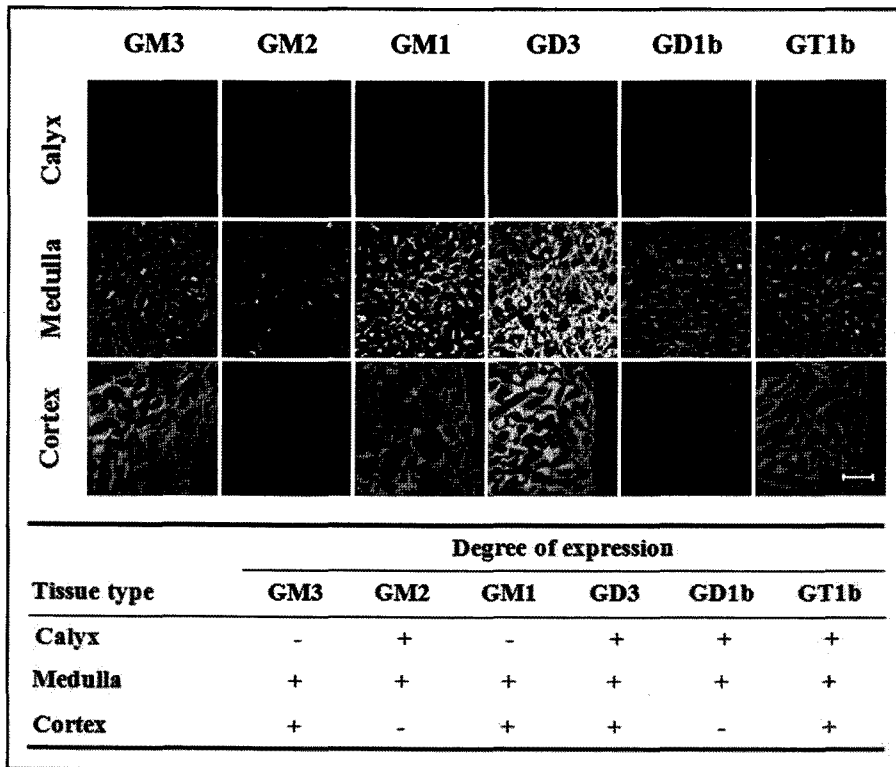 GM3 GM2 GM1 GD3 GD1b GT1b
Calyx
Medulla
Cortex
Degree of expression
Tissue type GM3 GM2 GM1 GD3 GD1b GT1b
Calyx - + - + + +
Medulla + + + + + +
Cortex + - + + - +